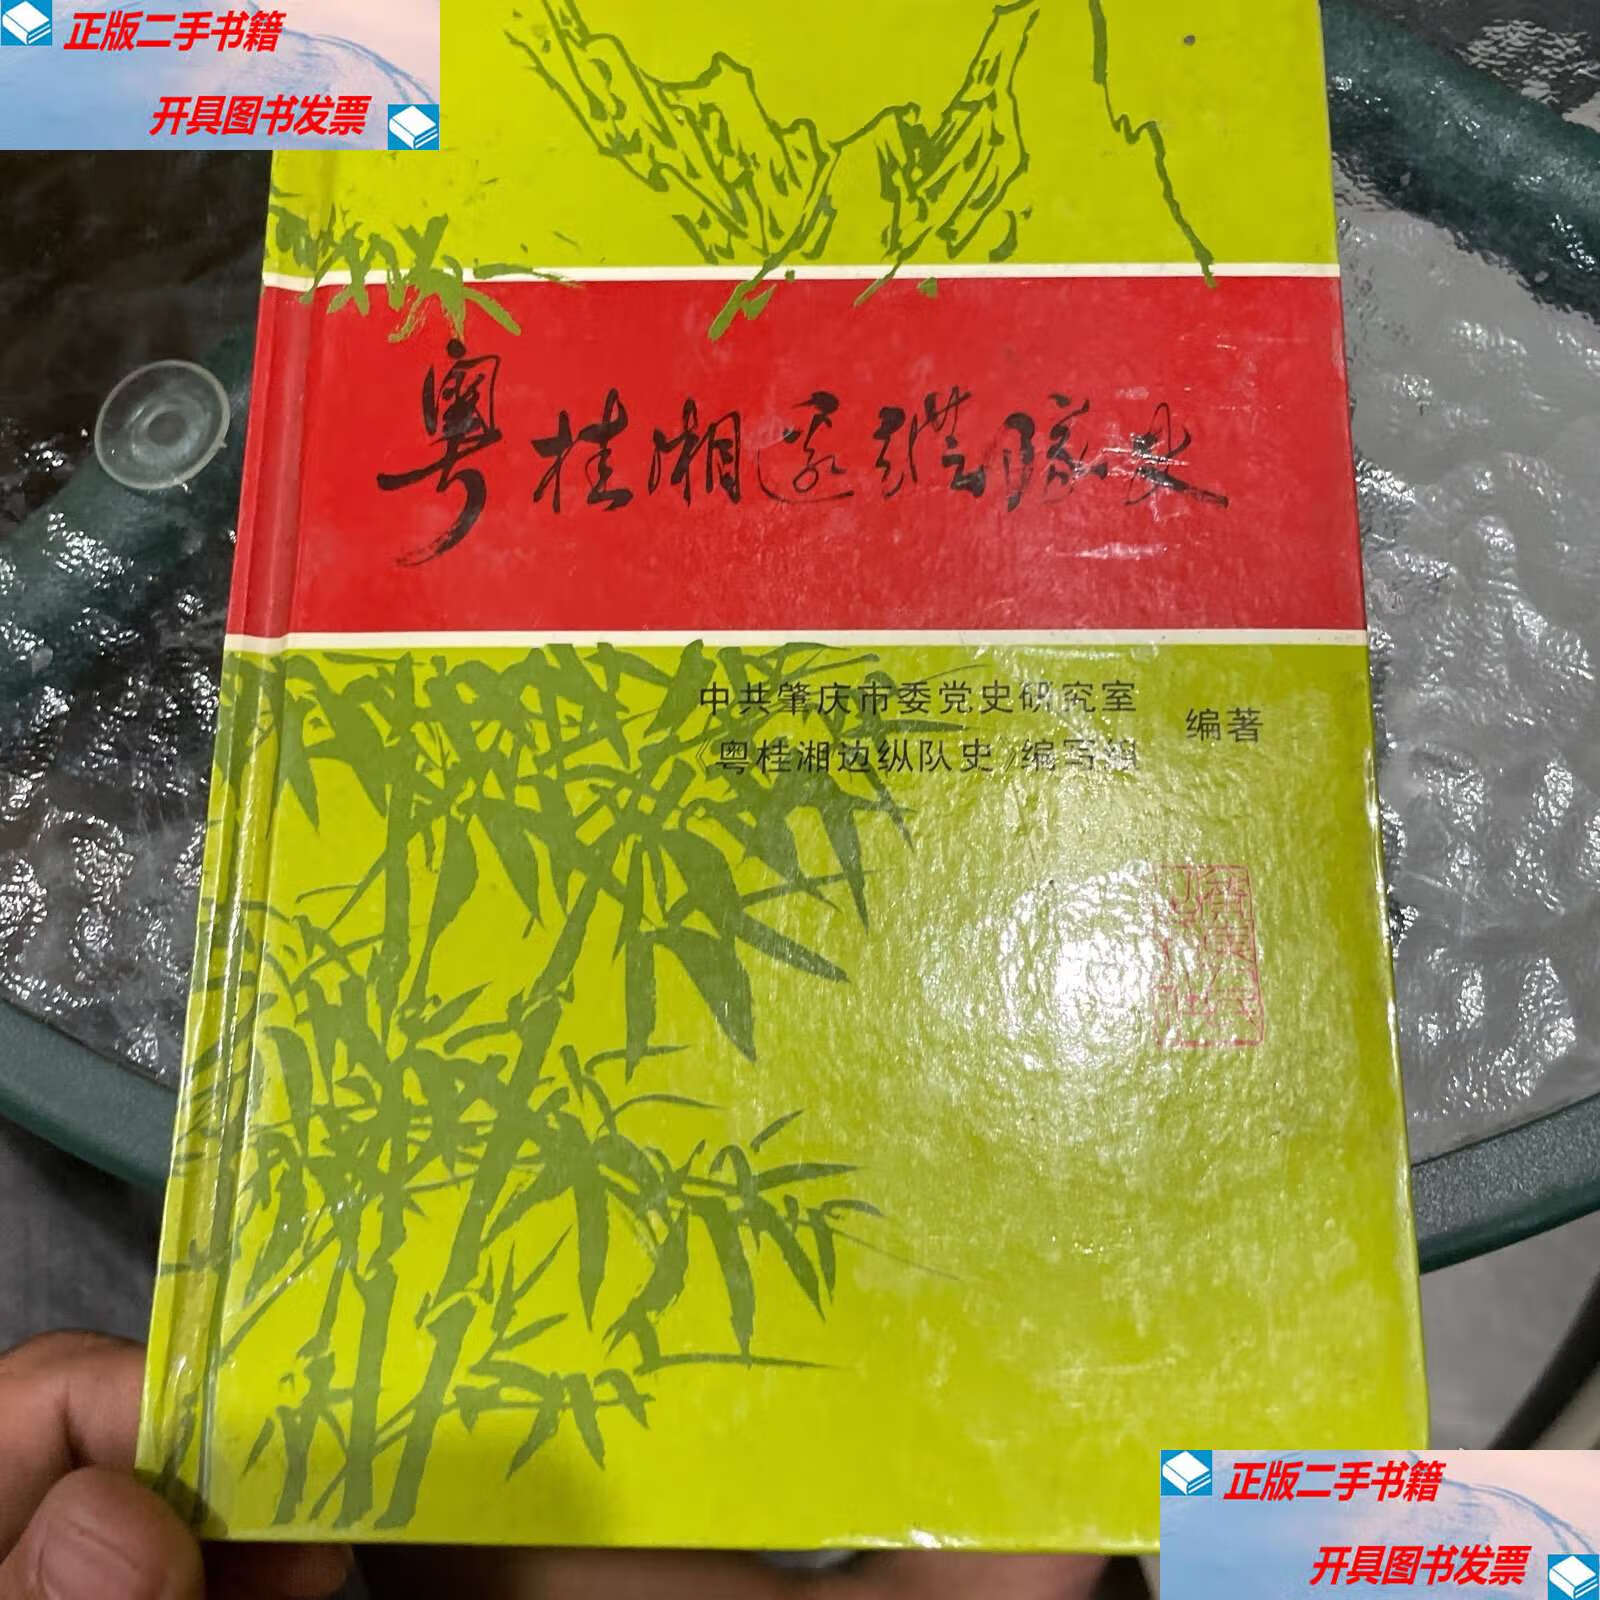 正版二手书籍
开具图书发票
粤桂湘边纵队史
中共肇庆市委党史研究室
《粤桂湘边纵队史》编写组
编著
正版二手书籍
开具图书发票